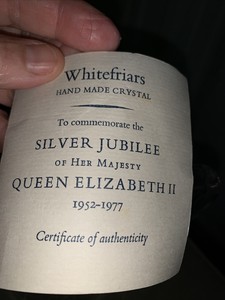 Whitefriars
HAND MADE CRYSTAL
To commemorate the
SILVER JUBILEE
OF HER MAJESTY
QUEEN ELIZABETH II
1952–1977
Certificate of authenticity